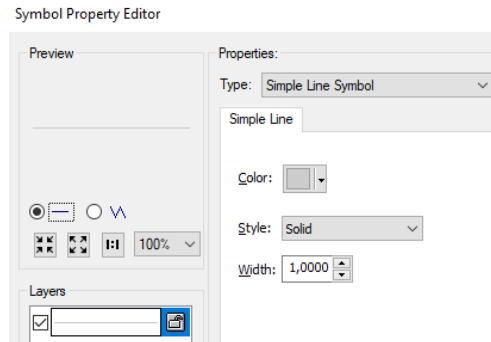 Symbol Property Editor
Preview
Properties:
Type: Simple Line Symbol
Simple Line
Color:
Style: Solid
1:1 100%
Width: 1,0000
Layers